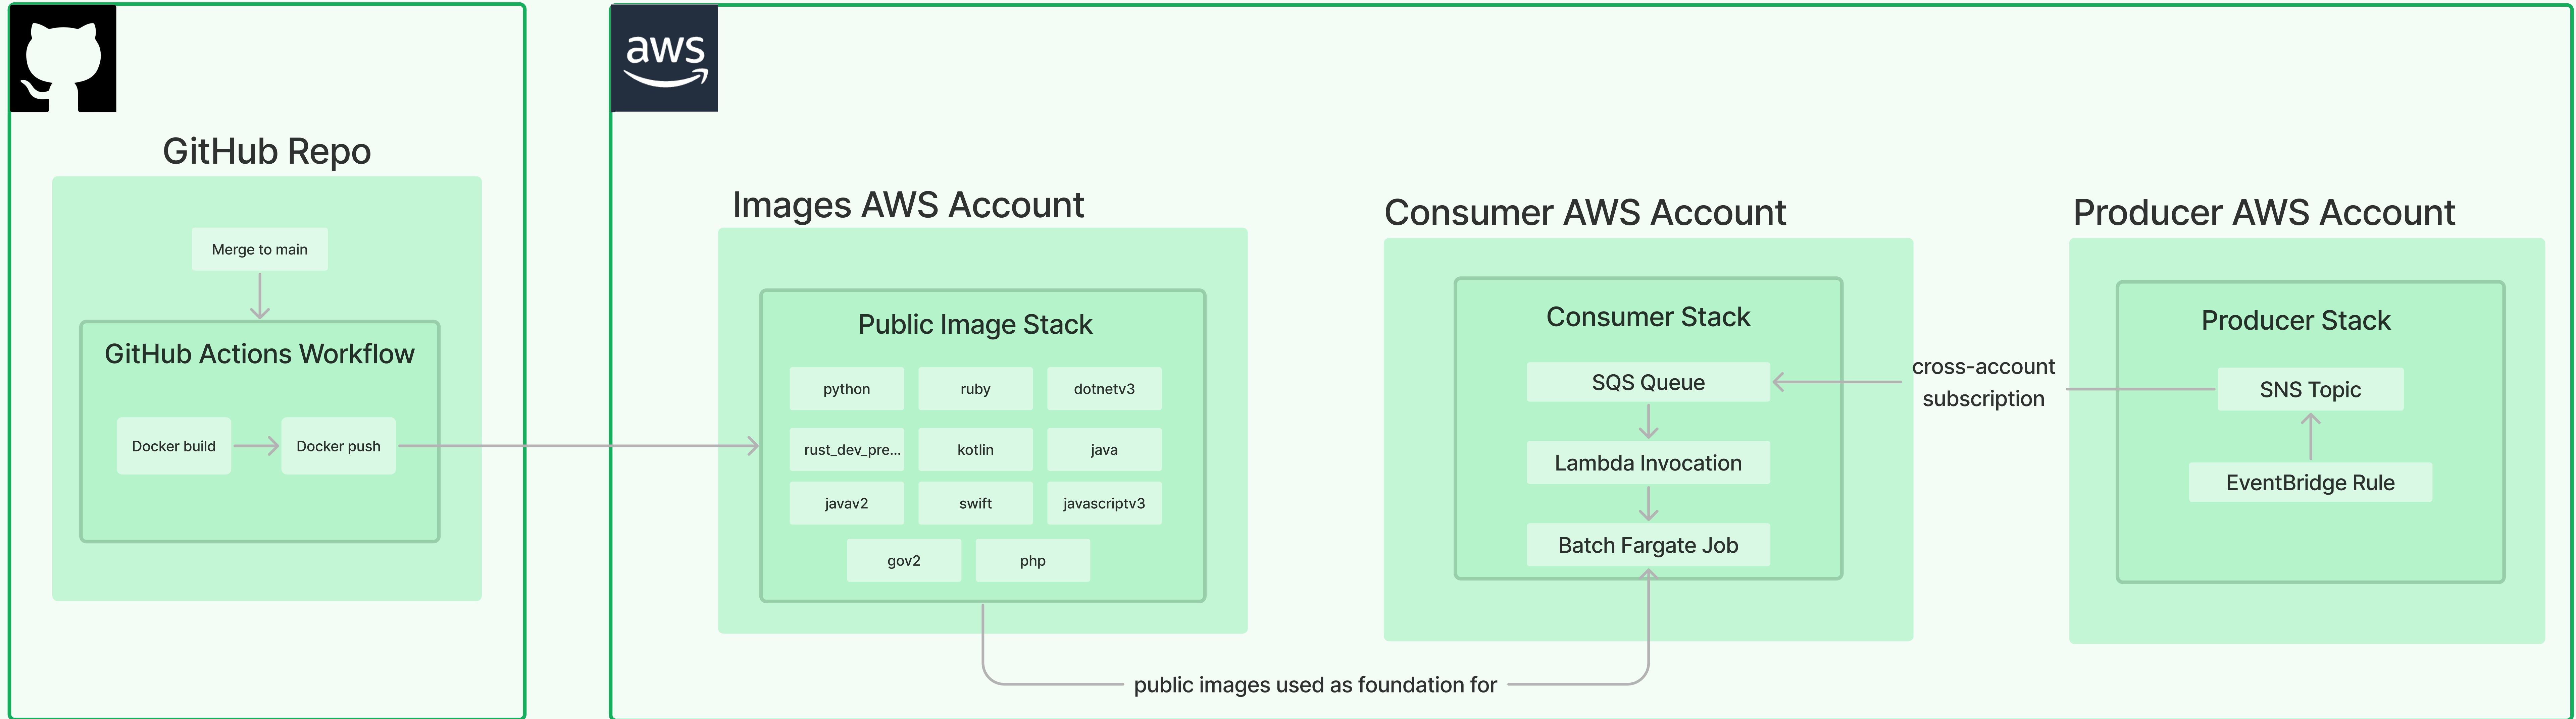 aws
GitHub Repo
Merge to main
GitHub Actions Workflow
Docker build
Docker push
Images AWS Account
Public Image Stack
python
ruby
dotnetv3
rust_dev_pre...
kotlin
java
javav2
swift
javascriptv3
gov2
php
public images used as foundation for
Consumer AWS Account
Consumer Stack
SQS Queue
Lambda Invocation
Batch Fargate Job
cross-account
subscription
Producer AWS Account
Producer Stack
SNS Topic
EventBridge Rule